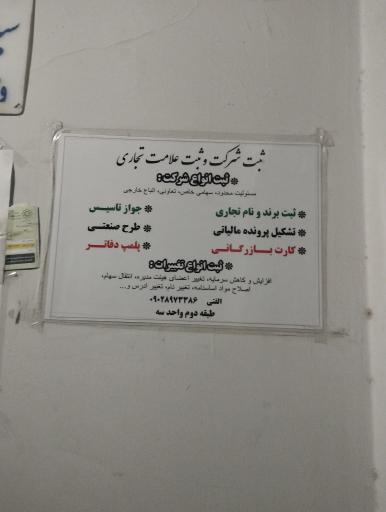 ثبت شرکت و ثبت علامت تجاری
* ثبت انواع شرکت:
مسئولیت محدود، سهامی خاص، تعاونی، اتباع خارجی
* ثبت برند و نام تجاری * جواز تاسیس
* تشکیل پرونده مالیاتی * طرح صنعتی
* کارت بازرگانی * پلمپ دفاتر
* ثبت انواع تغییرات:
افزایش و کاهش سرمایه، تغییر اعضای هیئت مدیره، انتقال سهام،
اصلاح مواد اساسنامه، تغییر نام، تغییر آدرس و...
الفتی ۰۹۰۲۸۹۷۳۳۸۶
طبقه دوم واحد سه